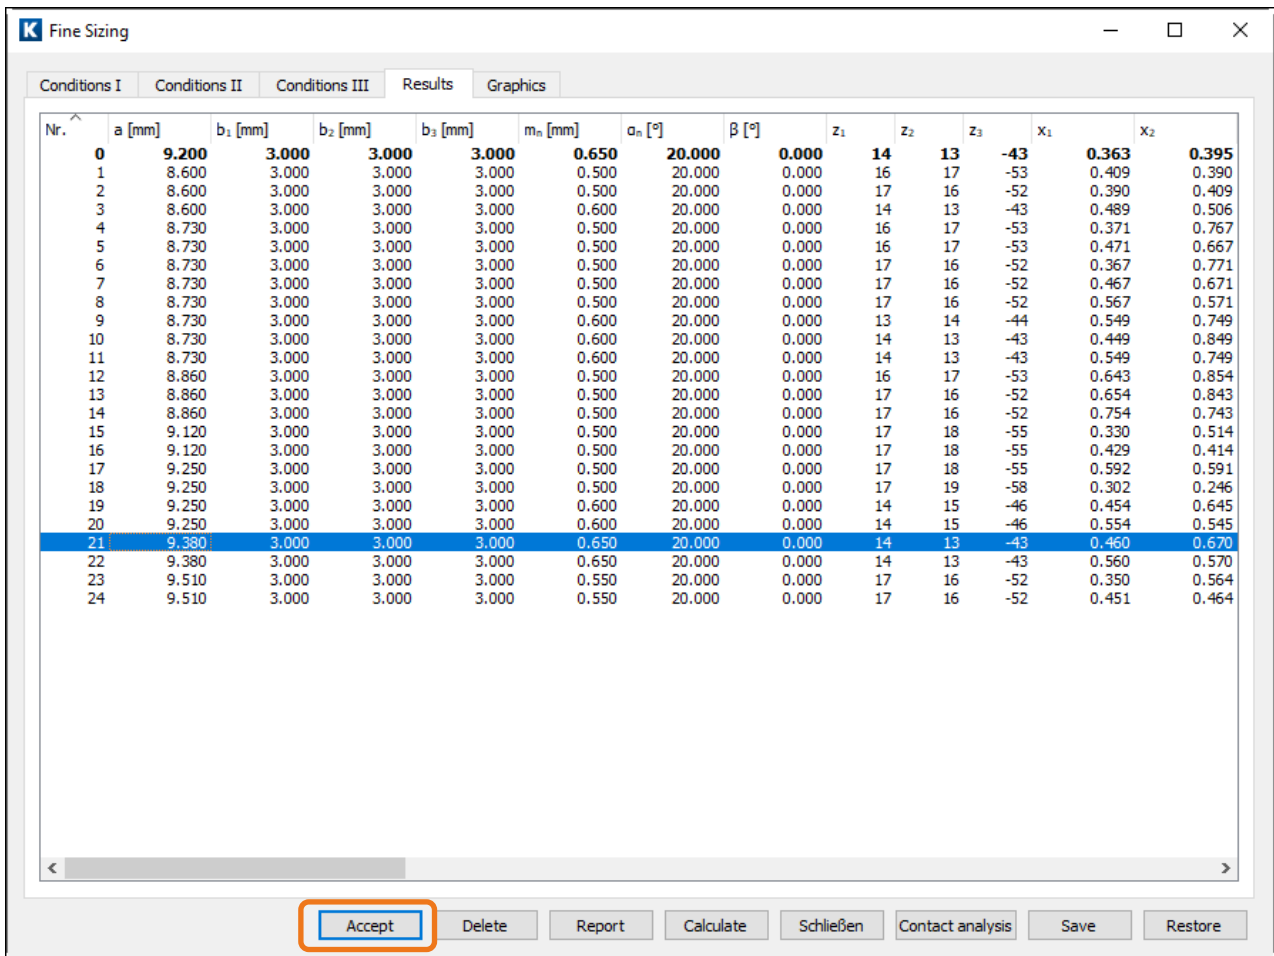 K Fine Sizing
Conditions I Conditions II Conditions III Results Graphics
Nr. a [mm] b₁ [mm] b₂ [mm] b₃ [mm] mₙ [mm] αₙ [°] β [°] z₁ z₂ z₃ x₁ x₂
0 9.200 3.000 3.000 3.000 0.650 20.000 0.000 14 13 -43 0.363 0.395
1 8.600 3.000 3.000 3.000 0.500 20.000 0.000 16 17 -53 0.409 0.390
2 8.600 3.000 3.000 3.000 0.500 20.000 0.000 17 16 -52 0.390 0.409
3 8.600 3.000 3.000 3.000 0.600 20.000 0.000 14 13 -43 0.489 0.506
4 8.730 3.000 3.000 3.000 0.500 20.000 0.000 16 17 -53 0.371 0.767
5 8.730 3.000 3.000 3.000 0.500 20.000 0.000 16 17 -53 0.471 0.667
6 8.730 3.000 3.000 3.000 0.500 20.000 0.000 17 16 -52 0.367 0.771
7 8.730 3.000 3.000 3.000 0.500 20.000 0.000 17 16 -52 0.467 0.671
8 8.730 3.000 3.000 3.000 0.500 20.000 0.000 17 16 -52 0.567 0.571
9 8.730 3.000 3.000 3.000 0.600 20.000 0.000 13 14 -44 0.549 0.749
10 8.730 3.000 3.000 3.000 0.600 20.000 0.000 14 13 -43 0.449 0.849
11 8.730 3.000 3.000 3.000 0.600 20.000 0.000 14 13 -43 0.549 0.749
12 8.860 3.000 3.000 3.000 0.500 20.000 0.000 16 17 -53 0.643 0.854
13 8.860 3.000 3.000 3.000 0.500 20.000 0.000 17 16 -52 0.654 0.843
14 8.860 3.000 3.000 3.000 0.500 20.000 0.000 17 16 -52 0.754 0.743
15 9.120 3.000 3.000 3.000 0.500 20.000 0.000 17 18 -55 0.330 0.514
16 9.120 3.000 3.000 3.000 0.500 20.000 0.000 17 18 -55 0.429 0.414
17 9.250 3.000 3.000 3.000 0.500 20.000 0.000 17 18 -55 0.592 0.591
18 9.250 3.000 3.000 3.000 0.500 20.000 0.000 17 19 -58 0.302 0.246
19 9.250 3.000 3.000 3.000 0.600 20.000 0.000 14 15 -46 0.454 0.645
20 9.250 3.000 3.000 3.000 0.600 20.000 0.000 14 15 -46 0.554 0.545
21 9.380 3.000 3.000 3.000 0.650 20.000 0.000 14 13 -43 0.460 0.670
22 9.380 3.000 3.000 3.000 0.650 20.000 0.000 14 13 -43 0.560 0.570
23 9.510 3.000 3.000 3.000 0.550 20.000 0.000 17 16 -52 0.350 0.564
24 9.510 3.000 3.000 3.000 0.550 20.000 0.000 17 16 -52 0.451 0.464
Accept Delete Report Calculate Schließen Contact analysis Save Restore